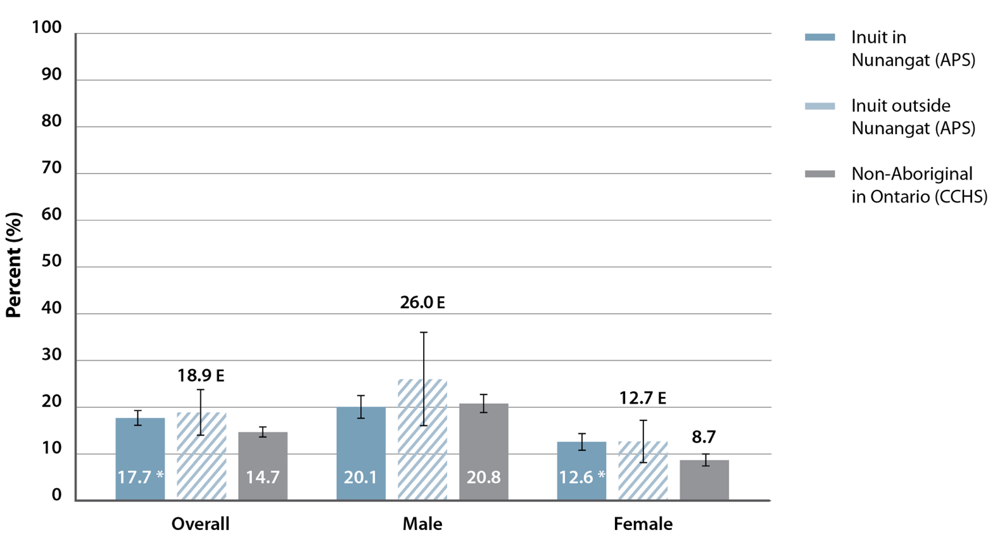 Percent (%)
100
90
80
70
60
50
40
30
20
10
0
17.7 *
18.9 E
14.7
20.1
26.0 E
20.8
12.6 *
12.7 E
8.7
Overall
Male
Female
Inuit in
Nunangat (APS)
Inuit outside
Nunangat (APS)
Non-Aboriginal
in Ontario (CCHS)